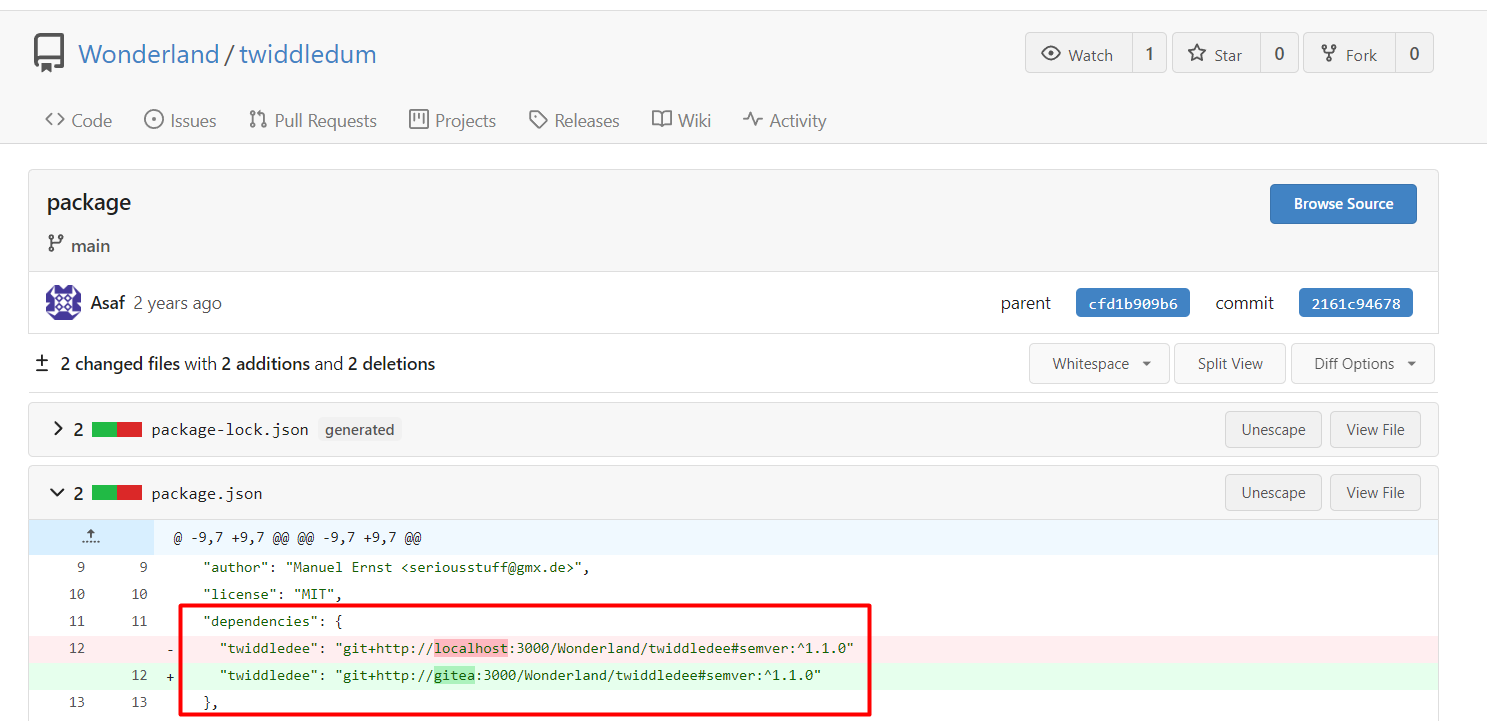 Wonderland / twiddledum
Watch 1 Star 0 Fork 0
Code Issues Pull Requests Projects Releases Wiki Activity
package Browse Source
main
Asaf 2 years ago parent cfd1b909b6 commit 2161c94678
2 changed files with 2 additions and 2 deletions Whitespace Split View Diff Options
2 package-lock.json generated Unescape View File
2 package.json Unescape View File
@ -9,7 +9,7 @@ @@ -9,7 +9,7 @@
9 9 "author": "Manuel Ernst <seriousstuff@gmx.de>",
10 10 "license": "MIT",
11 11 "dependencies": {
12 - "twiddledee": "git+http://localhost:3000/Wonderland/twiddledee#semver:^1.1.0"
12 + "twiddledee": "git+http://gitea:3000/Wonderland/twiddledee#semver:^1.1.0"
13 13 },